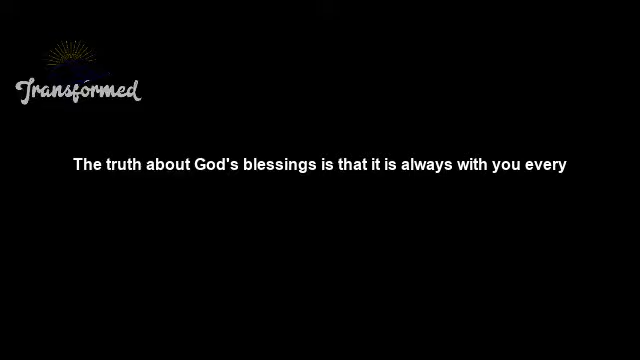 Transformed
The truth about God's blessings is that it is always with you every